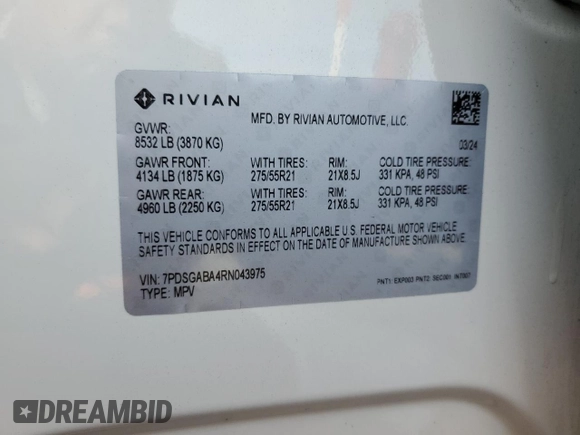 RIVIAN
MFD. BY RIVIAN AUTOMOTIVE, LLC.
GVWR:
8532 LB (3870 KG)
03/24
GAWR FRONT: WITH TIRES: RIM: COLD TIRE PRESSURE:
4134 LB (1875 KG) 275/55R21 21X8.5J 331 KPA, 48 PSI
GAWR REAR: WITH TIRES: RIM: COLD TIRE PRESSURE:
4960 LB (2250 KG) 275/55R21 21X8.5J 331 KPA, 48 PSI
THIS VEHICLE CONFORMS TO ALL APPLICABLE U.S. FEDERAL MOTOR VEHICLE
SAFETY STANDARDS IN EFFECT ON THE DATE OF MANUFACTURE SHOWN ABOVE.
VIN: 7PDSGABA4RN043975
TYPE: MPV
PNT1: EXP002 PNT2: SEC001
DREAMBID